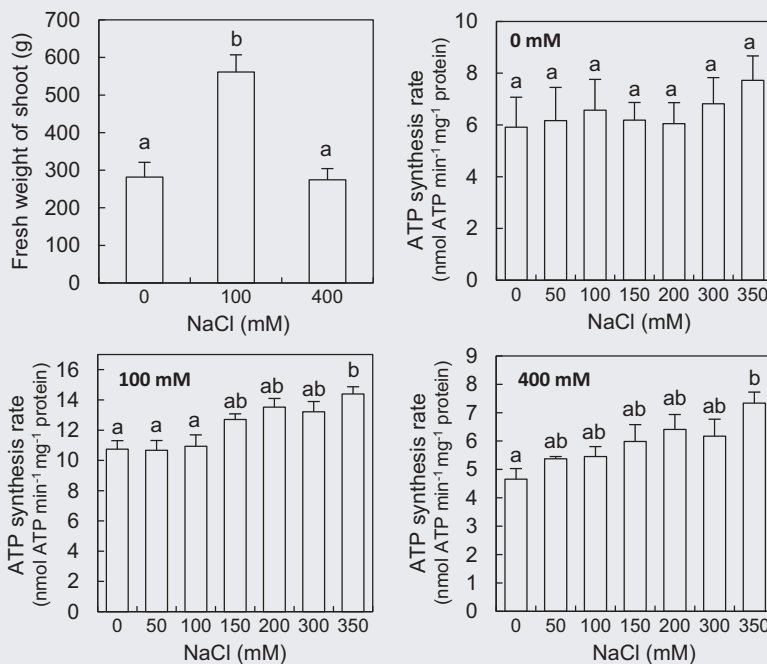 Fresh weight of shoot (g)
700
600
500
400
300
200
100
0
a
b
a
0 100 400
NaCl (mM)
ATP synthesis rate
(nmol ATP min⁻¹ mg⁻¹ protein)
10
8
6
4
2
0
0 mM
a a a a a a a
0 50 100 150 200 300 350
NaCl (mM)
ATP synthesis rate
(nmol ATP min⁻¹ mg⁻¹ protein)
16
14
12
10
8
6
4
2
0
100 mM
a a a ab ab ab b
0 50 100 150 200 300 350
NaCl (mM)
ATP synthesis rate
(nmol ATP min⁻¹ mg⁻¹ protein)
9
8
7
6
5
4
3
2
1
0
400 mM
a ab ab ab ab ab b
0 50 100 150 200 300 350
NaCl (mM)